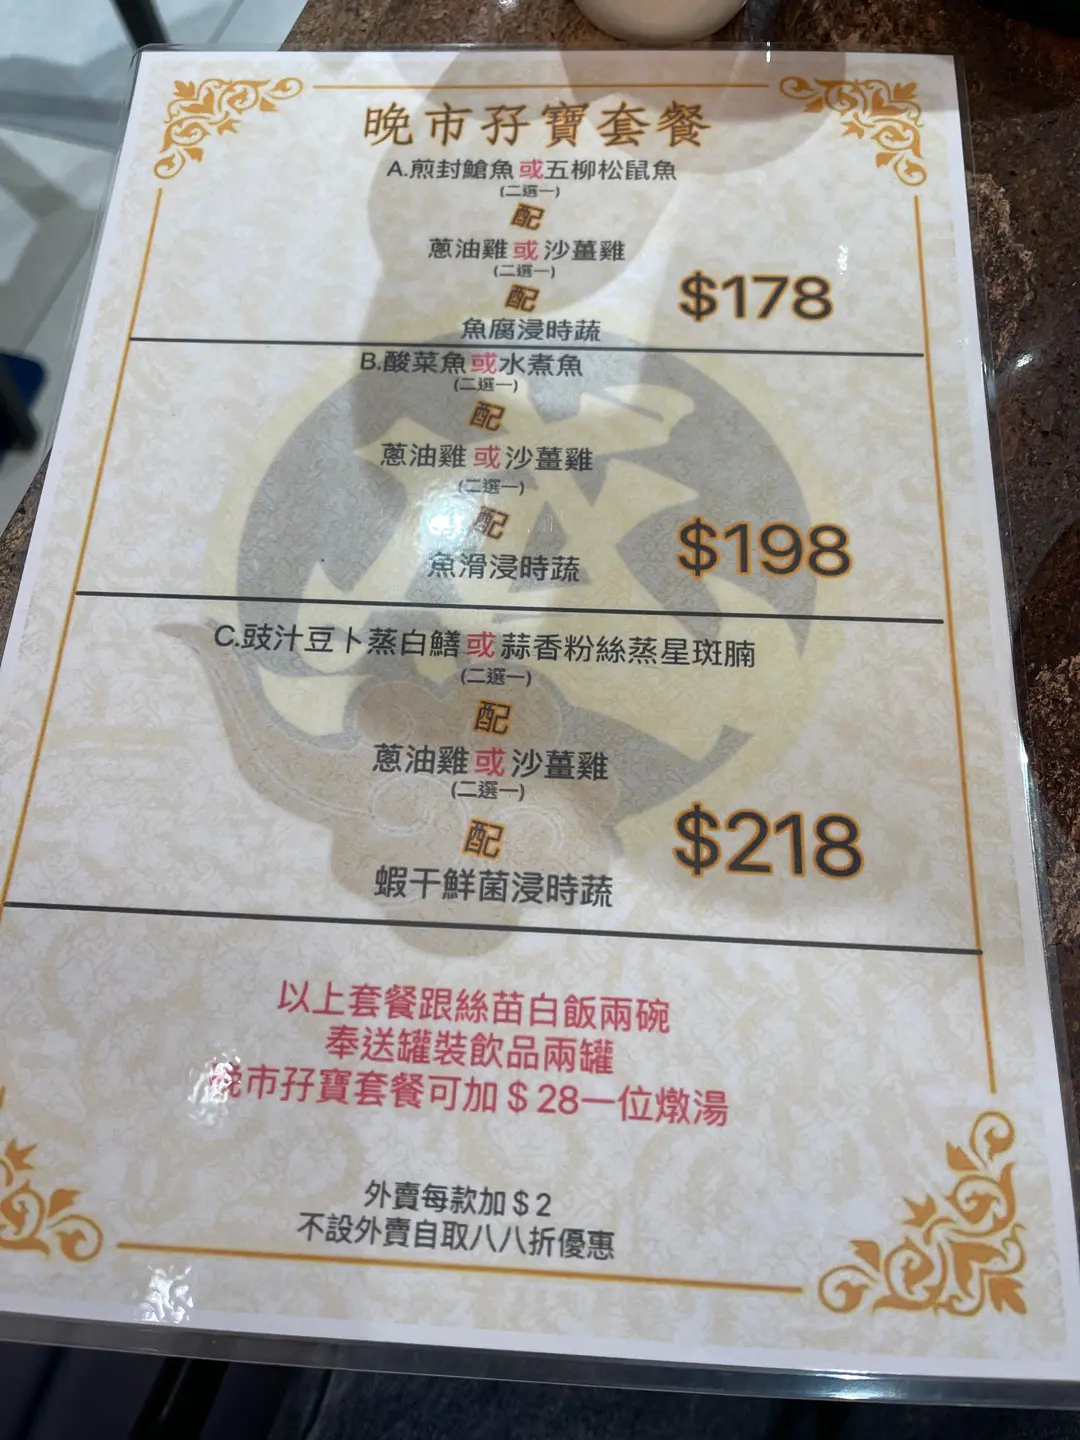 晚市孖寶套餐
A.煎封鯧魚或五柳松鼠魚
(二選一)
配
蔥油雞或沙薑雞
(二選一)
配
魚腐浸時蔬
$178
B.酸菜魚或水煮魚
(二選一)
配
蔥油雞或沙薑雞
(二選一)
配
魚滑浸時蔬
$198
C.豉汁豆卜蒸白鱔或蒜香粉絲蒸星斑腩
(二選一)
配
蔥油雞或沙薑雞
(二選一)
配
蝦干鮮菌浸時蔬
$218
以上套餐跟絲苗白飯兩碗
奉送罐裝飲品兩罐
晚市孖寶套餐可加$28一位燉湯
外賣每款加$2
不設外賣自取八八折優惠